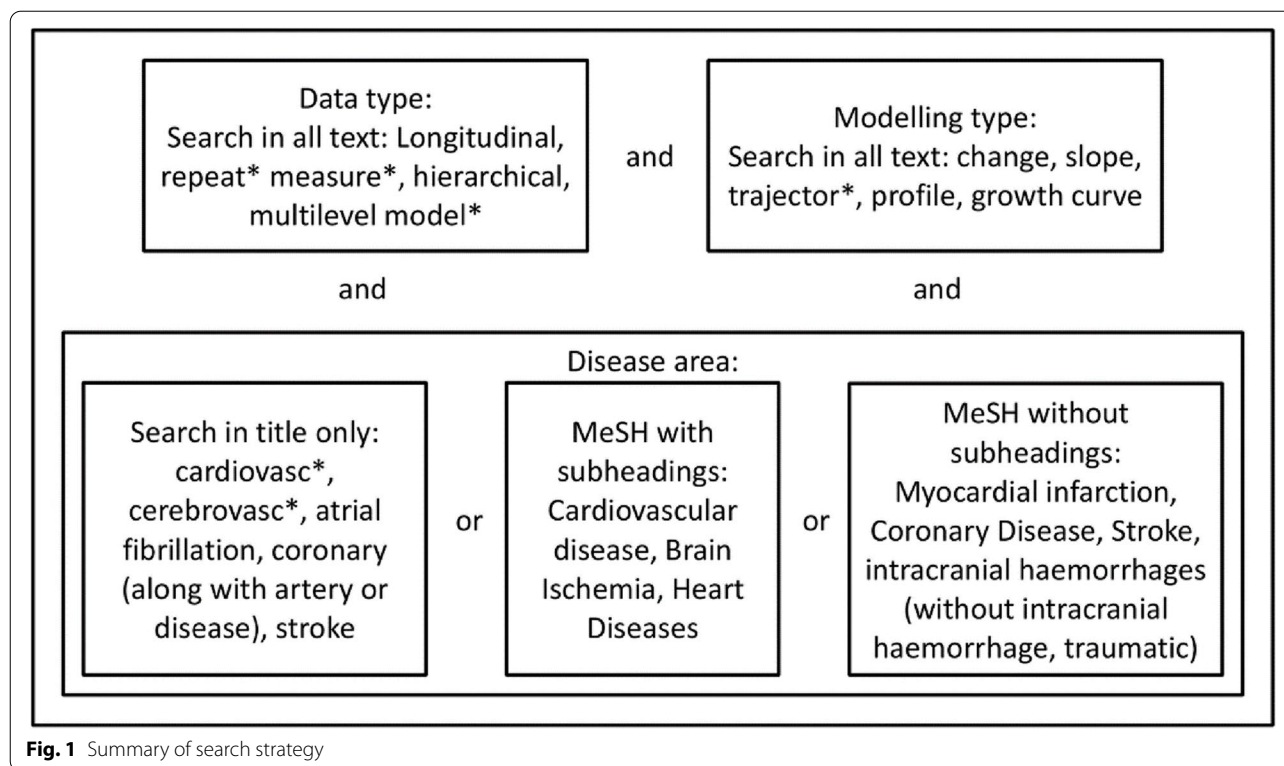 Data type:
Search in all text: Longitudinal,
repeat* measure*, hierarchical,
multilevel model*
and
Modelling type:
Search in all text: change, slope,
trajector*, profile, growth curve
and
and
Disease area:
Search in title only:
cardiovasc*,
cerebrovasc*, atrial
fibrillation, coronary
(along with artery or
disease), stroke
or
MeSH with
subheadings:
Cardiovascular
disease, Brain
Ischemia, Heart
Diseases
or
MeSH without
subheadings:
Myocardial infarction,
Coronary Disease, Stroke,
intracranial haemorrhages
(without intracranial
haemorrhage, traumatic)
Fig. 1 Summary of search strategy